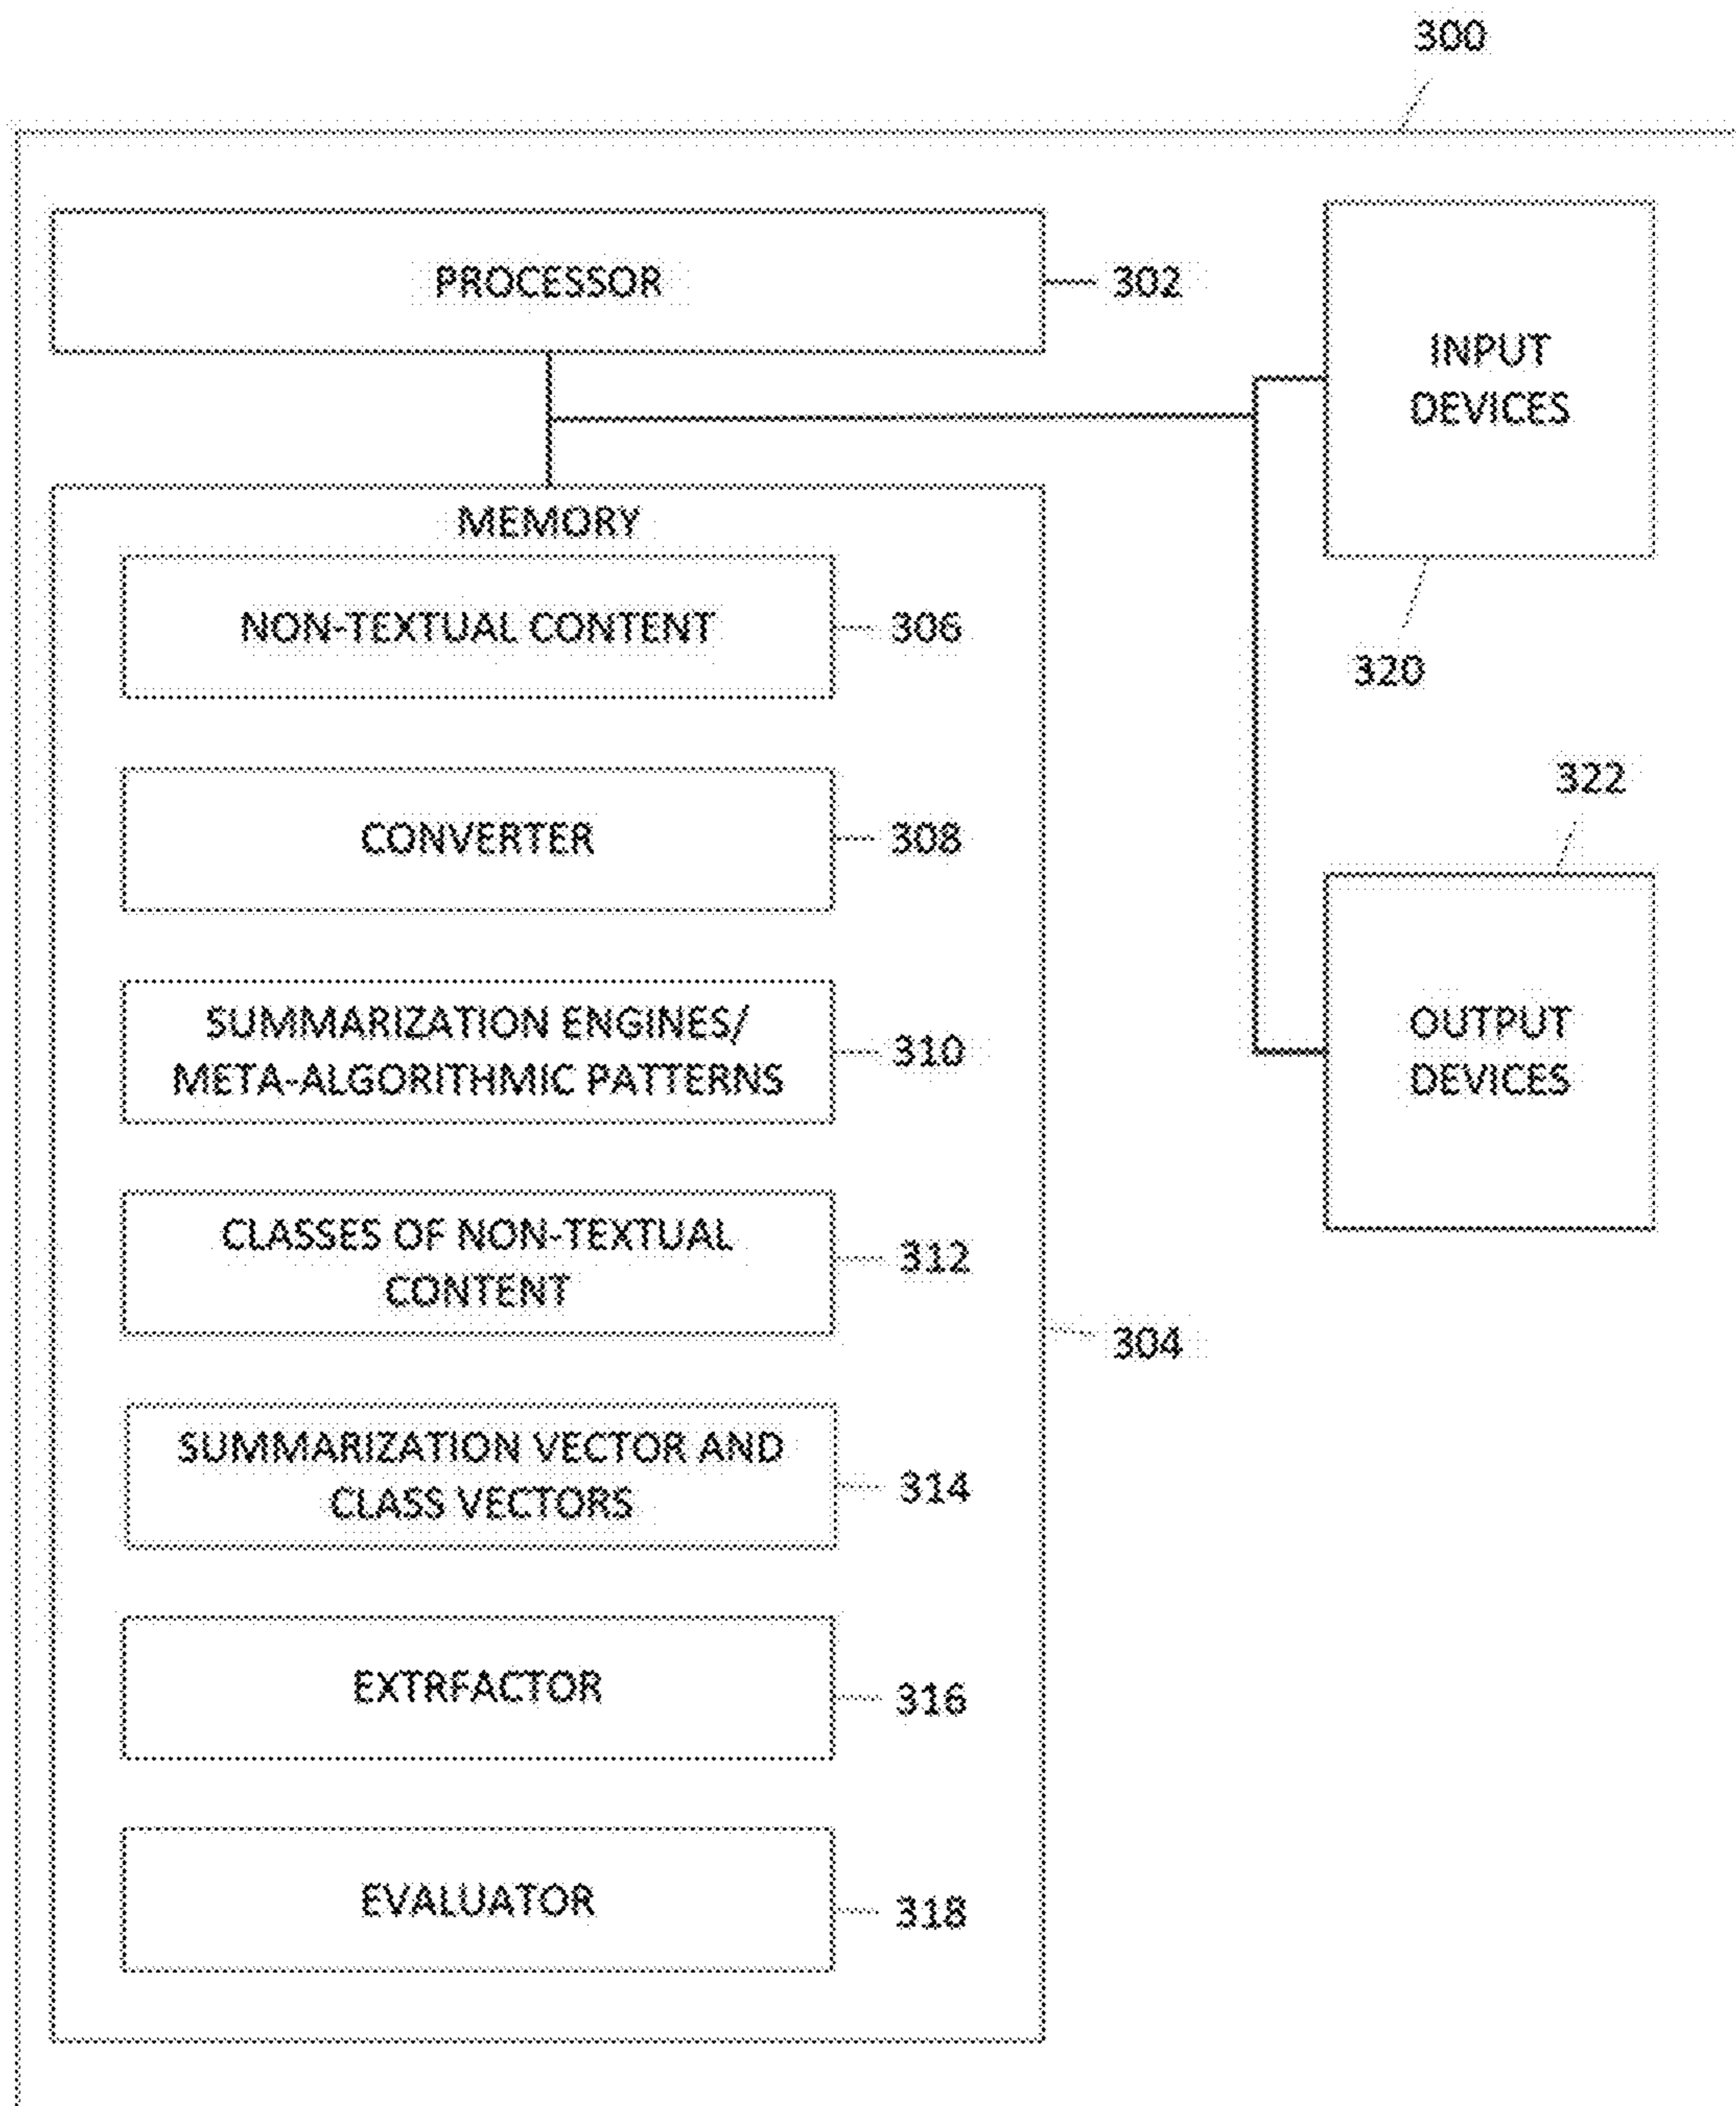 300
PROCESSOR
302
INPUT
DEVICES
320
MEMORY
NON-TEXTUAL CONTENT
306
CONVERTER
308
SUMMARIZATION ENGINES/
META-ALGORITHMIC PATTERNS
310
322
OUTPUT
DEVICES
CLASSES OF NON-TEXTUAL
CONTENT
312
304
SUMMARIZATION VECTOR AND
CLASS VECTORS
314
EXTRFACTOR
316
EVALUATOR
318